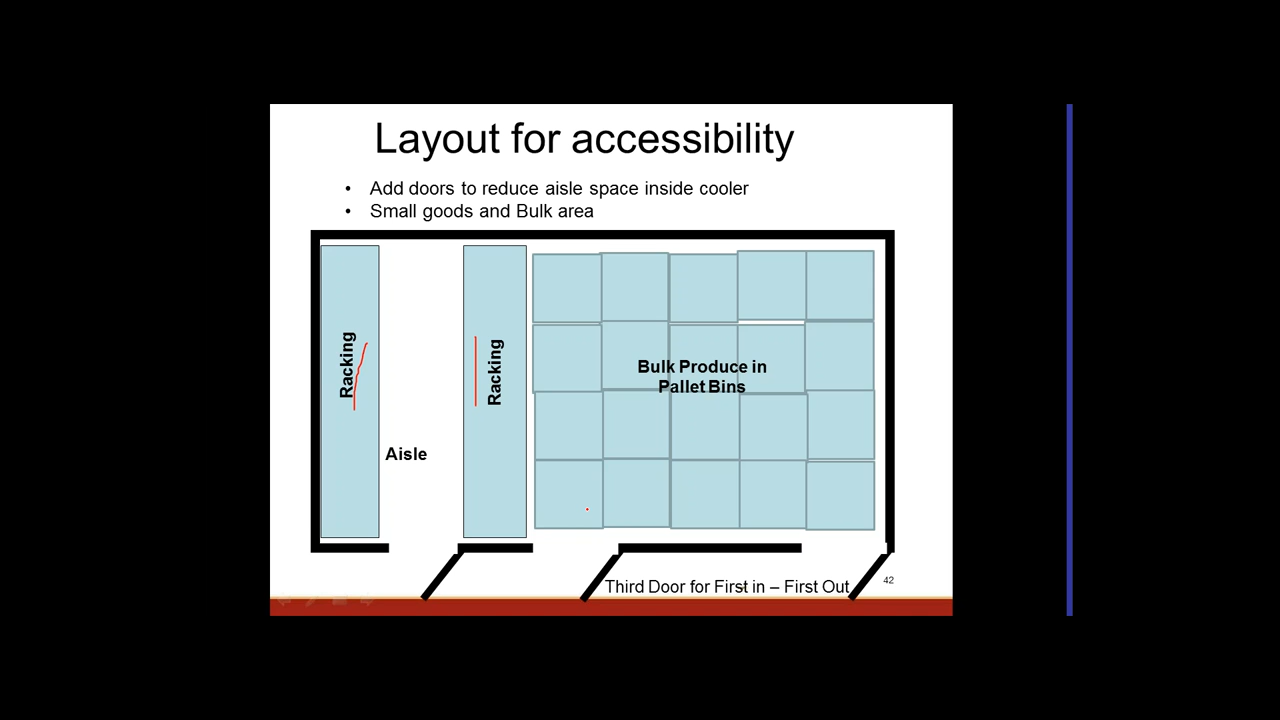 Layout for accessibility
• Add doors to reduce aisle space inside cooler
• Small goods and Bulk area
Racking
Racking
Bulk Produce in
Pallet Bins
Aisle
Third Door for First in – First Out
42